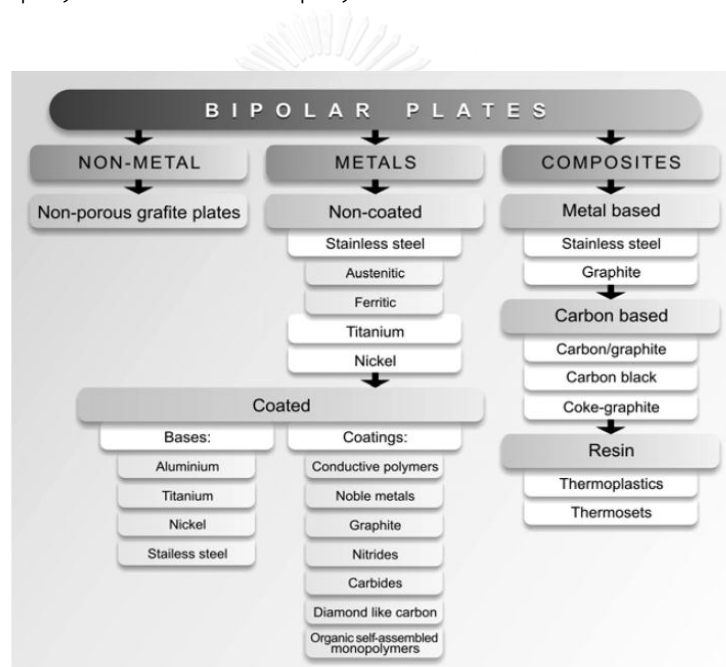 BIPOLAR PLATES
NON-METAL
Non-porous grafite plates
METALS
Non-coated
Stainless steel
Austenitic
Ferritic
Titanium
Nickel
Coated
Bases:
Aluminium
Titanium
Nickel
Stailess steel
Coatings:
Conductive polymers
Noble metals
Graphite
Nitrides
Carbides
Diamond like carbon
Organic self-assembled
monopolymers
COMPOSITES
Metal based
Stainless steel
Graphite
Carbon based
Carbon/graphite
Carbon black
Coke-graphite
Resin
Thermoplastics
Thermosets